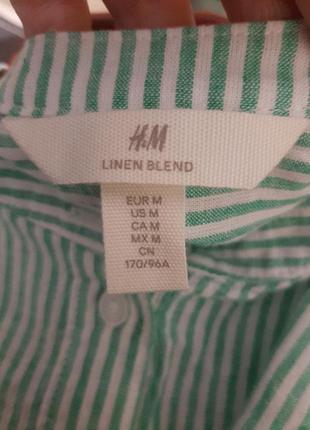 H&M
LINEN BLEND
EUR M
US M
CA M
MX M
CN
170/96A